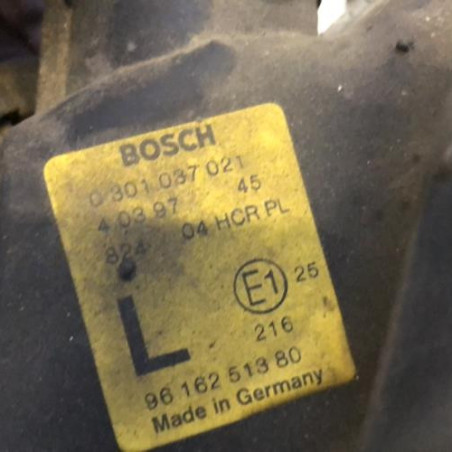 BOSCH
0 301 037 021
4 03 97 45
824 04 HCR PL
E1 25
L
216
96 162 513 80
Made in Germany